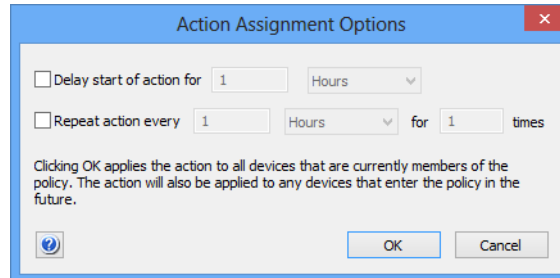 Action Assignment Options
Delay start of action for 1 Hours
Repeat action every 1 Hours for 1 times
Clicking OK applies the action to all devices that are currently members of the
policy. The action will also be applied to any devices that enter the policy in the
future.
? OK Cancel